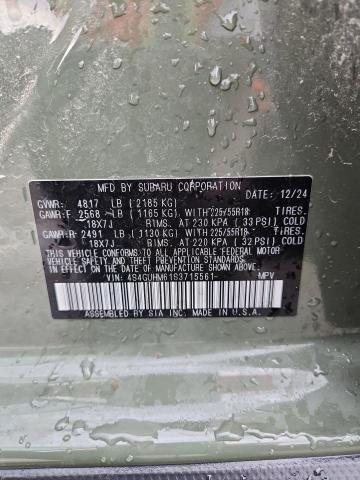 MFD BY SUBARU CORPORATION DATE: 12/24
GVWR: 4817 LB (2185 KG)
GAWR:F 2568 LB (1165 KG) WITH 225/55R18 TIRES.
18X7J RIMS. AT 230 KPA (33 PSI) COLD
GAWR:R 2491 LB (1130 KG) WITH 225/55R18 TIRES.
18X7J RIMS. AT 220 KPA (32 PSI) COLD
THIS VEHICLE CONFORMS TO ALL APPLICABLE FEDERAL MOTOR
VEHICLE SAFETY AND THEFT PREVENTION STANDARDS
IN EFFECT ON THE DATE OF MANUFACTURE SHOWN ABOVE.
VIN: 4S4GUHM61S3715561- MPV
ASSEMBLED BY SIA INC. MADE IN U.S.A.